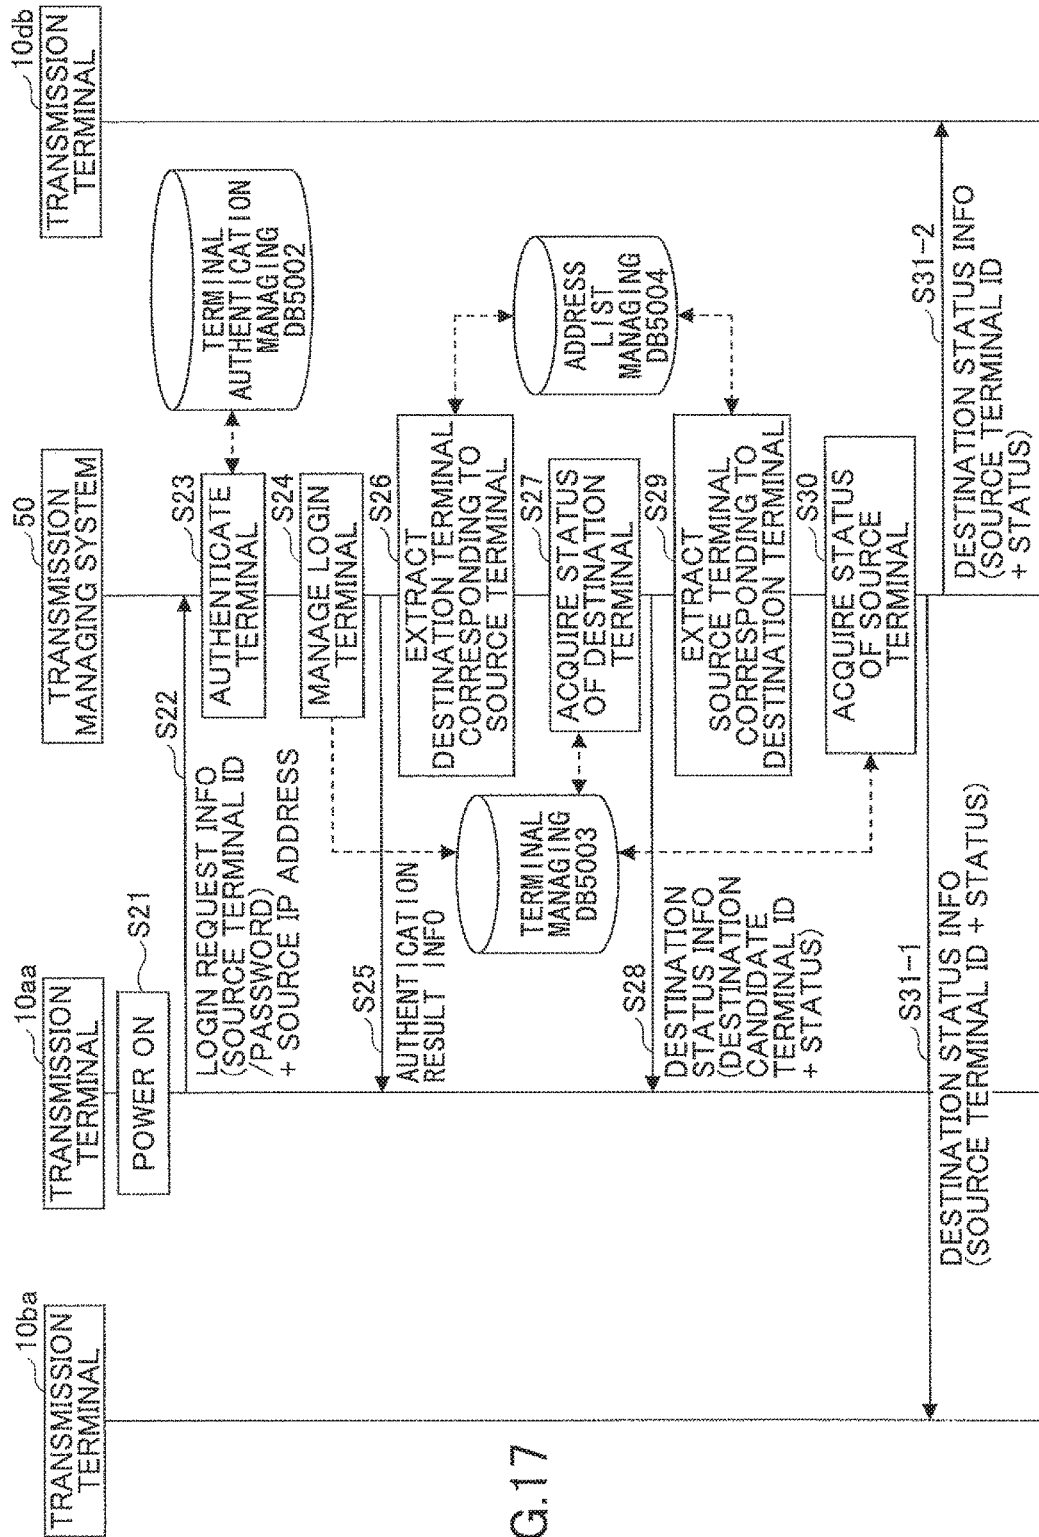 G.17
10ba
TRANSMISSION
TERMINAL
10aa
TRANSMISSION
TERMINAL
50
TRANSMISSION
MANAGING SYSTEM
10db
TRANSMISSION
TERMINAL
S21
POWER ON
S22
LOGIN REQUEST INFO
(SOURCE TERMINAL ID
/PASSWORD)
+ SOURCE IP ADDRESS
S23
AUTHENTICATE
TERMINAL
TERMINAL
AUTHENTICATION
MANAGING
DB5002
S24
MANAGE LOGIN
TERMINAL
S25
AUTHENTICATION
RESULT INFO
S26
EXTRACT
DESTINATION TERMINAL
CORRESPONDING TO
SOURCE TERMINAL
TERMINAL
MANAGING
DB5003
ADDRESS
LIST
MANAGING
DB5004
S27
ACQUIRE STATUS
OF DESTINATION
TERMINAL
S28
DESTINATION
STATUS INFO
(DESTINATION
CANDIDATE
TERMINAL ID
+ STATUS)
S29
EXTRACT
SOURCE TERMINAL
CORRESPONDING TO
DESTINATION TERMINAL
S30
ACQUIRE STATUS
OF SOURCE
TERMINAL
S31-1
DESTINATION STATUS INFO
(SOURCE TERMINAL ID + STATUS)
S31-2
DESTINATION STATUS INFO
(SOURCE TERMINAL ID
+ STATUS)